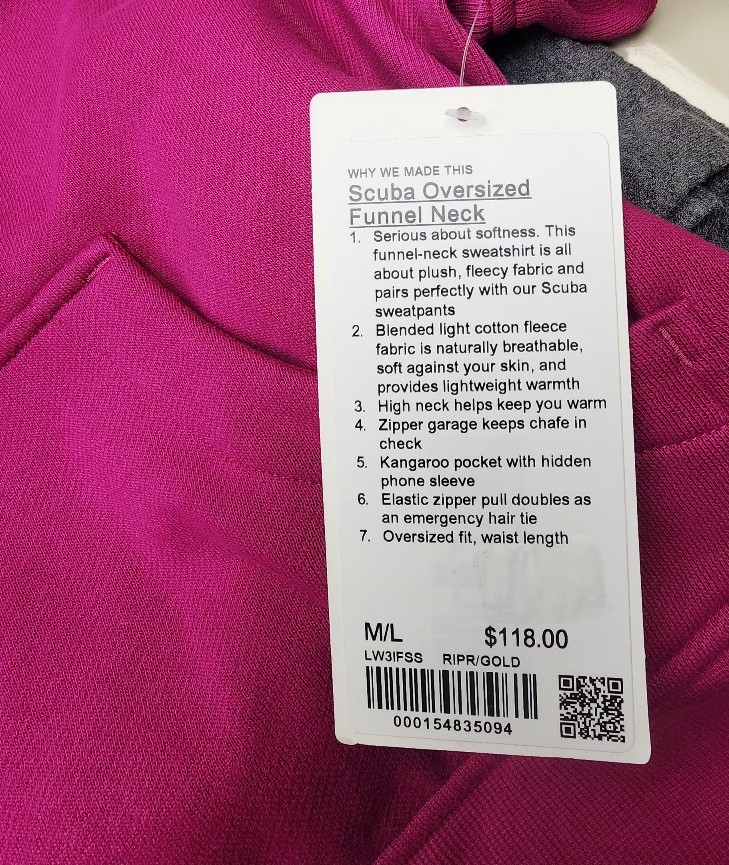 WHY WE MADE THIS
Scuba Oversized
Funnel Neck
1. Serious about softness. This
funnel-neck sweatshirt is all
about plush, fleecy fabric and
pairs perfectly with our Scuba
sweatpants
2. Blended light cotton fleece
fabric is naturally breathable,
soft against your skin, and
provides lightweight warmth
3. High neck helps keep you warm
4. Zipper garage keeps chafe in
check
5. Kangaroo pocket with hidden
phone sleeve
6. Elastic zipper pull doubles as
an emergency hair tie
7. Oversized fit, waist length
M/L $118.00
LW3IFSS RIPR/GOLD
000154835094